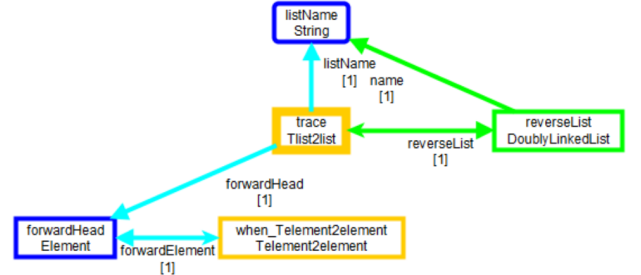 listName
String
listName
[1]
name
[1]
trace
Tlist2list
reverseList
[1]
reverseList
DoublyLinkedList
forwardHead
[1]
forwardHead
Element
forwardElement
[1]
when_Telement2element
Telement2element